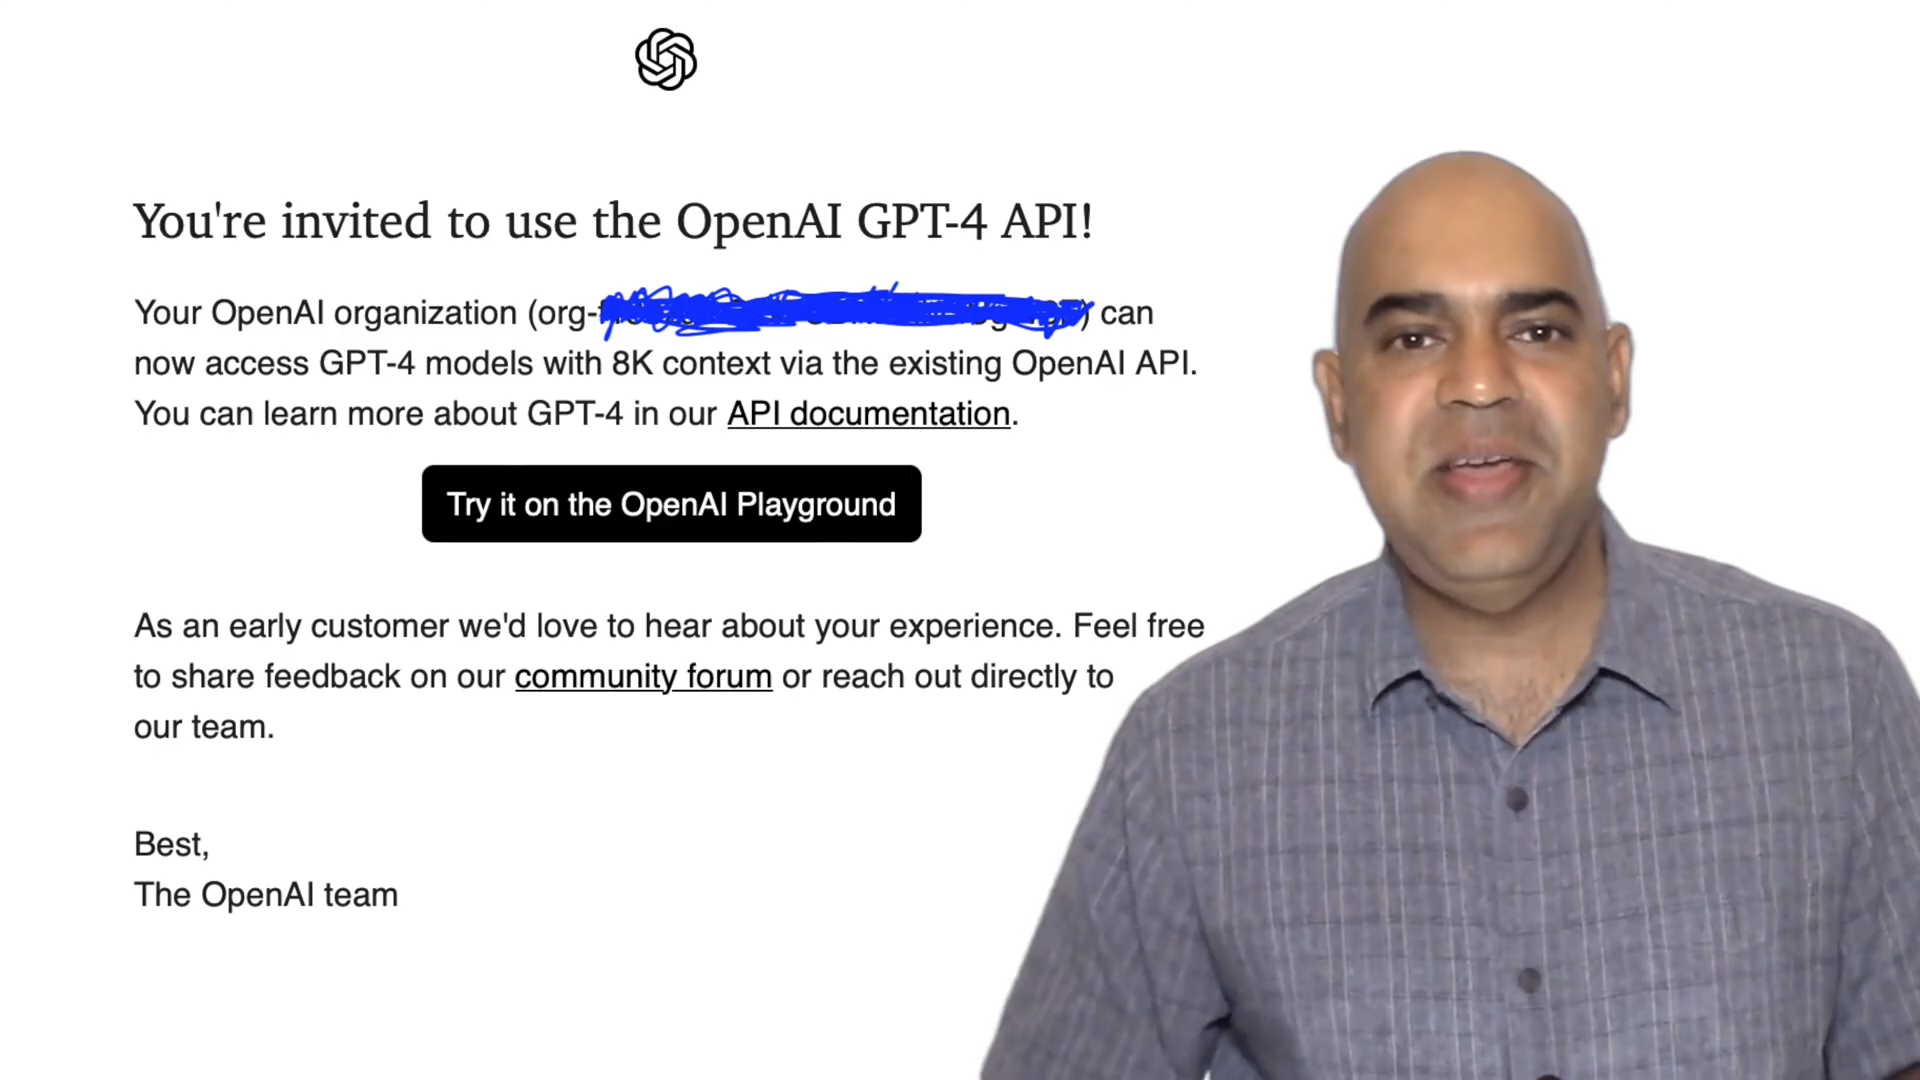 You're invited to use the OpenAI GPT-4 API!
Your OpenAI organization (org- ) can
now access GPT-4 models with 8K context via the existing OpenAI API.
You can learn more about GPT-4 in our API documentation.
Try it on the OpenAI Playground
As an early customer we'd love to hear about your experience. Feel free
to share feedback on our community forum or reach out directly to
our team.
Best,
The OpenAI team